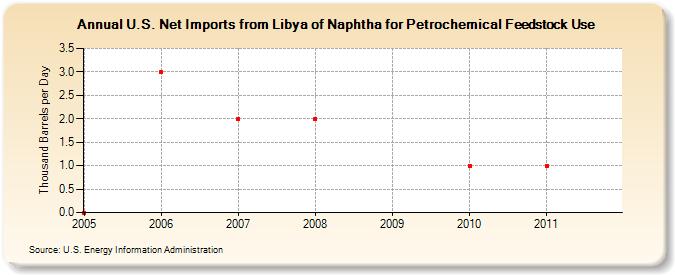 Annual U.S. Net Imports from Libya of Naphtha for Petrochemical Feedstock Use
Thousand Barrels per Day
3.5
3.0
2.5
2.0
1.5
1.0
0.5
0.0
2005 2006 2007 2008 2009 2010 2011
Source: U.S. Energy Information Administration